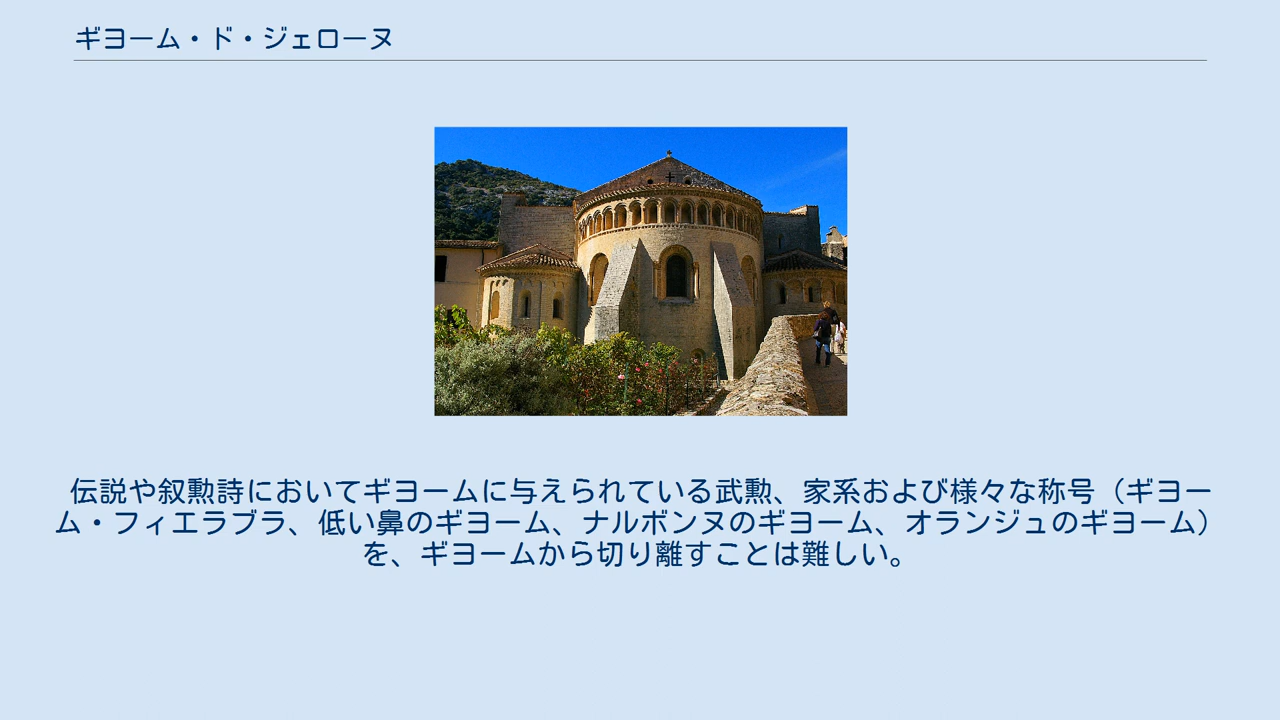 ギヨーム・ド・ジェローヌ
伝説や叙勲詩においてギヨームに与えられている武勲、家系および様々な称号（ギヨー
ム・フィエラブラ、低い鼻のギヨーム、ナルボンヌのギヨーム、オランジュのギヨーム）
を、ギヨームから切り離すことは難しい。